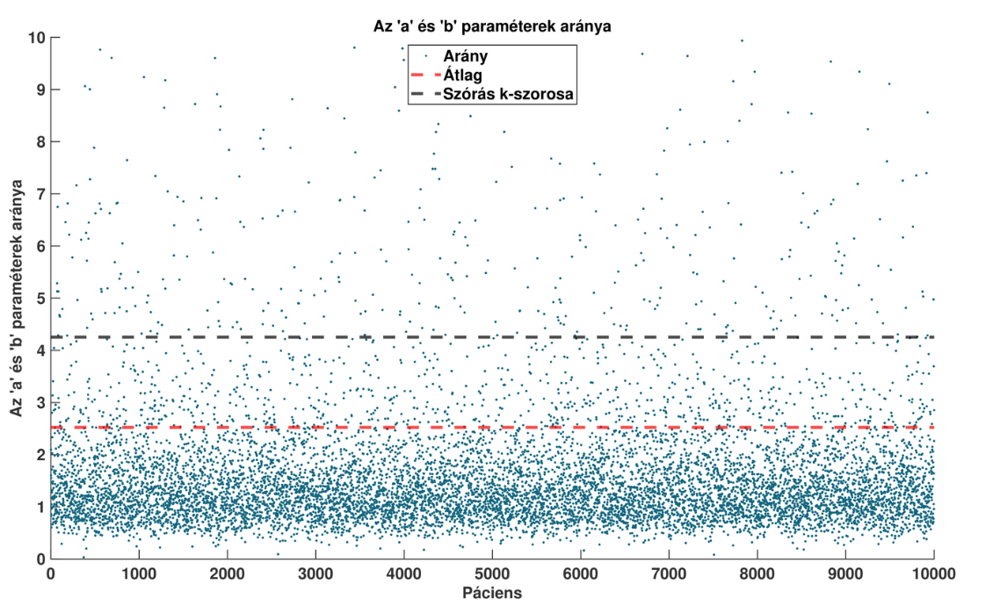 Az 'a' és 'b' paraméterek aránya
Arány
Átlag
Szórás k-szorosa
Az 'a' és 'b' paraméterek aránya
10
9
8
7
6
5
4
3
2
1
0
0 1000 2000 3000 4000 5000 6000 7000 8000 9000 10000
Páciens